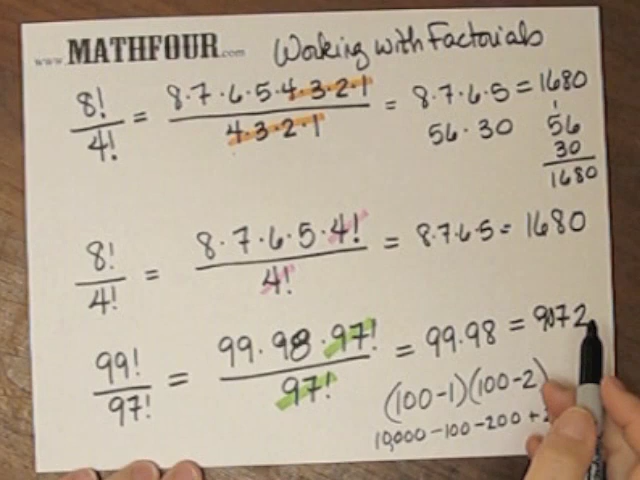 www.MATHFOUR.com Working with Factorials
8!/4! = 8·7·6·5·4·3·2·1/4·3·2·1 = 8·7·6·5 = 1680
56·30
56
30
1680
8!/4! = 8·7·6·5·4!/4! = 8·7·6·5 = 1680
99!/97! = 99·98·97!/97! = 99·98 = 9072
(100-1)(100-2)
10,000-100-200+